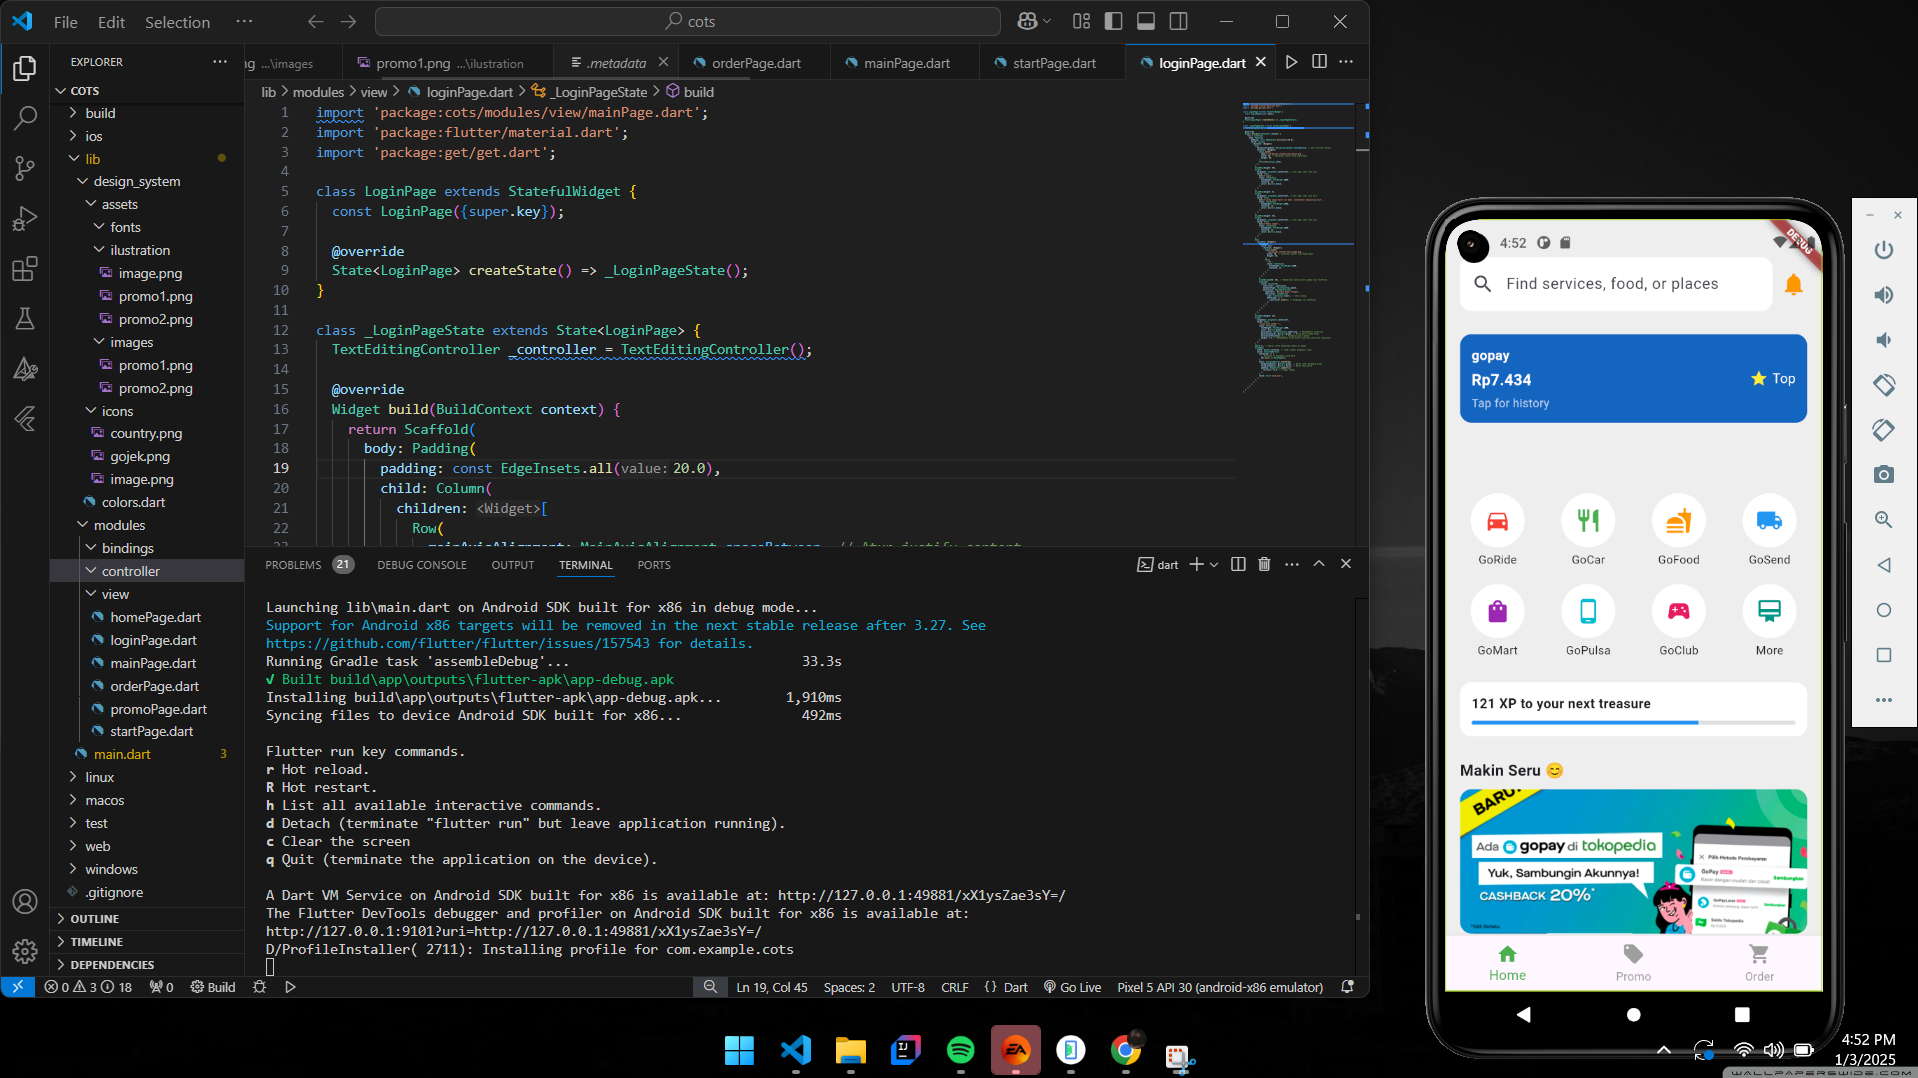 File Edit Selection ···
cots
EXPLORER
COTS
build
ios
lib
design_system
assets
fonts
ilustration
image.png
promo1.png
promo2.png
images
promo1.png
promo2.png
icons
country.png
gojek.png
image.png
colors.dart
modules
bindings
controller
view
homePage.dart
loginPage.dart
mainPage.dart
orderPage.dart
promoPage.dart
startPage.dart
main.dart 3
linux
macos
test
web
windows
.gitignore
OUTLINE
TIMELINE
DEPENDENCIES
ng ...\images promo1.png ...\ilustration .metadata orderPage.dart mainPage.dart startPage.dart loginPage.dart
lib > modules > view > loginPage.dart > _LoginPageState > build
1 import 'package:cots/modules/view/mainPage.dart';
2 import 'package:flutter/material.dart';
3 import 'package:get/get.dart';
4
5 class LoginPage extends StatefulWidget {
6 const LoginPage({super.key});
7
8 @override
9 State<LoginPage> createState() => _LoginPageState();
10 }
11
12 class _LoginPageState extends State<LoginPage> {
13 TextEditingController _controller = TextEditingController();
14
15 @override
16 Widget build(BuildContext context) {
17 return Scaffold(
18 body: Padding(
19 padding: const EdgeInsets.all(value: 20.0),
20 child: Column(
21 children: <Widget>[
22 Row(
PROBLEMS 21 DEBUG CONSOLE OUTPUT TERMINAL PORTS
dart
Launching lib\main.dart on Android SDK built for x86 in debug mode...
Support for Android x86 targets will be removed in the next stable release after 3.27. See
https://github.com/flutter/flutter/issues/157543 for details.
Running Gradle task 'assembleDebug'... 33.3s
√ Built build\app\outputs\flutter-apk\app-debug.apk
Installing build\app\outputs\flutter-apk\app-debug.apk... 1,910ms
Syncing files to device Android SDK built for x86... 492ms
Flutter run key commands.
r Hot reload.
R Hot restart.
h List all available interactive commands.
d Detach (terminate "flutter run" but leave application running).
c Clear the screen
q Quit (terminate the application on the device).
A Dart VM Service on Android SDK built for x86 is available at: http://127.0.0.1:49881/xX1ysZae3sY=/
The Flutter DevTools debugger and profiler on Android SDK built for x86 is available at:
http://127.0.0.1:9101?uri=http://127.0.0.1:49881/xX1ysZae3sY=/
D/ProfileInstaller( 2711): Installing profile for com.example.cots
0 3 18 0 Build Ln 19, Col 45 Spaces: 2 UTF-8 CRLF {} Dart Go Live Pixel 5 API 30 (android-x86 emulator)
4:52
DEBUG
Find services, food, or places
gopay
Rp7.434
Top
Tap for history
GoRide GoCar GoFood GoSend
GoMart GoPulsa GoClub More
121 XP to your next treasure
Makin Seru 😊
BARU
Ada gopay di tokopedia
Yuk, Sambungin Akunnya!
CASHBACK 20%*
Pilih Metode Pembayaran
GoPay
Sambungkan
Home Promo Order
4:52 PM
1/3/2025
WALLPAPERSWIDE.COM